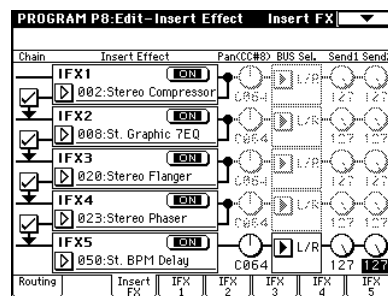 PROGRAM P8:Edit-Insert Effect Insert FX
Chain Insert Effect Pan(CC#8) BUS Sel. Send1 Send2
IFX1 ON
002:Stereo Compressor C064 L/R 127 127
IFX2 ON
008:St. Graphic 7EQ C064 L/R 127 127
IFX3 ON
020:Stereo Flanger C064 L/R 127 127
IFX4 ON
023:Stereo Phaser C064 L/R 127 127
IFX5 ON
050:St. BPM Delay C064 L/R 127 127
Routing Insert FX IFX 1 IFX 2 IFX 3 IFX 4 IFX 5